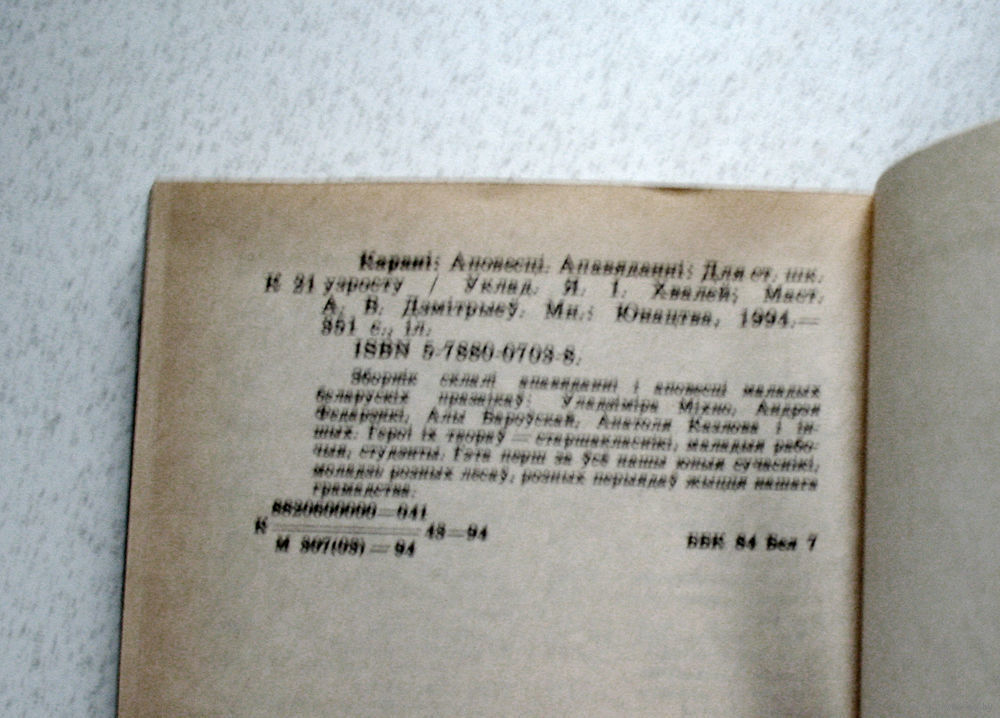 Карані: Аповесці. Апавяданні: Для ст. шк.
К 21 узросту / Уклад. Я. І. Хвалей; Маст.
А. В. Дзмітрыеў. Мн.: Юнацтва, 1994.—
351 с., іл.
ISBN 5-7880-0703-8.
Зборнік склалі апавяданні і аповесці маладых
беларускіх празаікаў: Уладзіміра Міхно, Андрэя
Федарэнкі, Алы Бароўскай, Анатоля Казлова і ін-
шых. Героі іх твораў — старшакласнікі, маладыя рабо-
чыя, студэнты. Гэта перш за ўсё нашы юныя сучаснікі,
моладзь розных лёсаў, розных перыядаў жыцця нашага
грамадства.
8820600000—041
К 43—94
М 307(03)—94
ББК 84 Бел 7